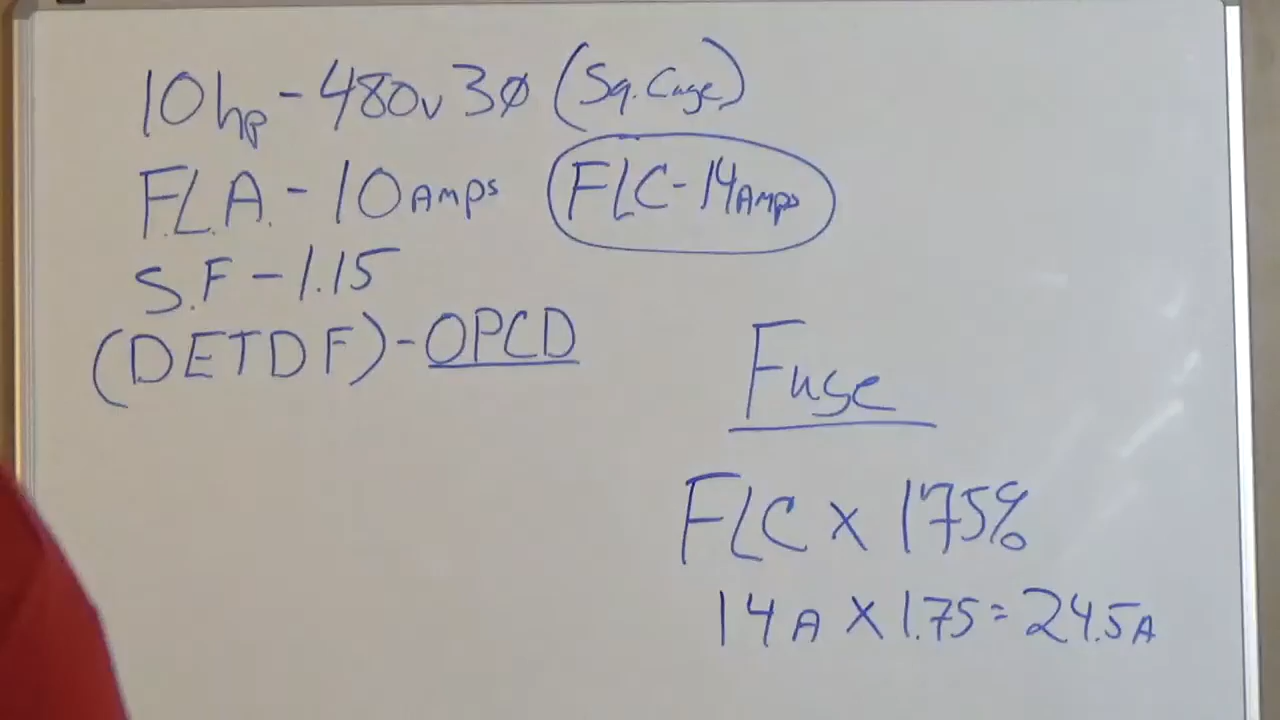 10hp - 480v 3Ø (Sq. Cage)
F.L.A. - 10 Amps FLC - 14 Amps
S.F - 1.15
(DETDF) - OPCD
Fuse
FLC x 175%
14A x 1.75 = 24.5A